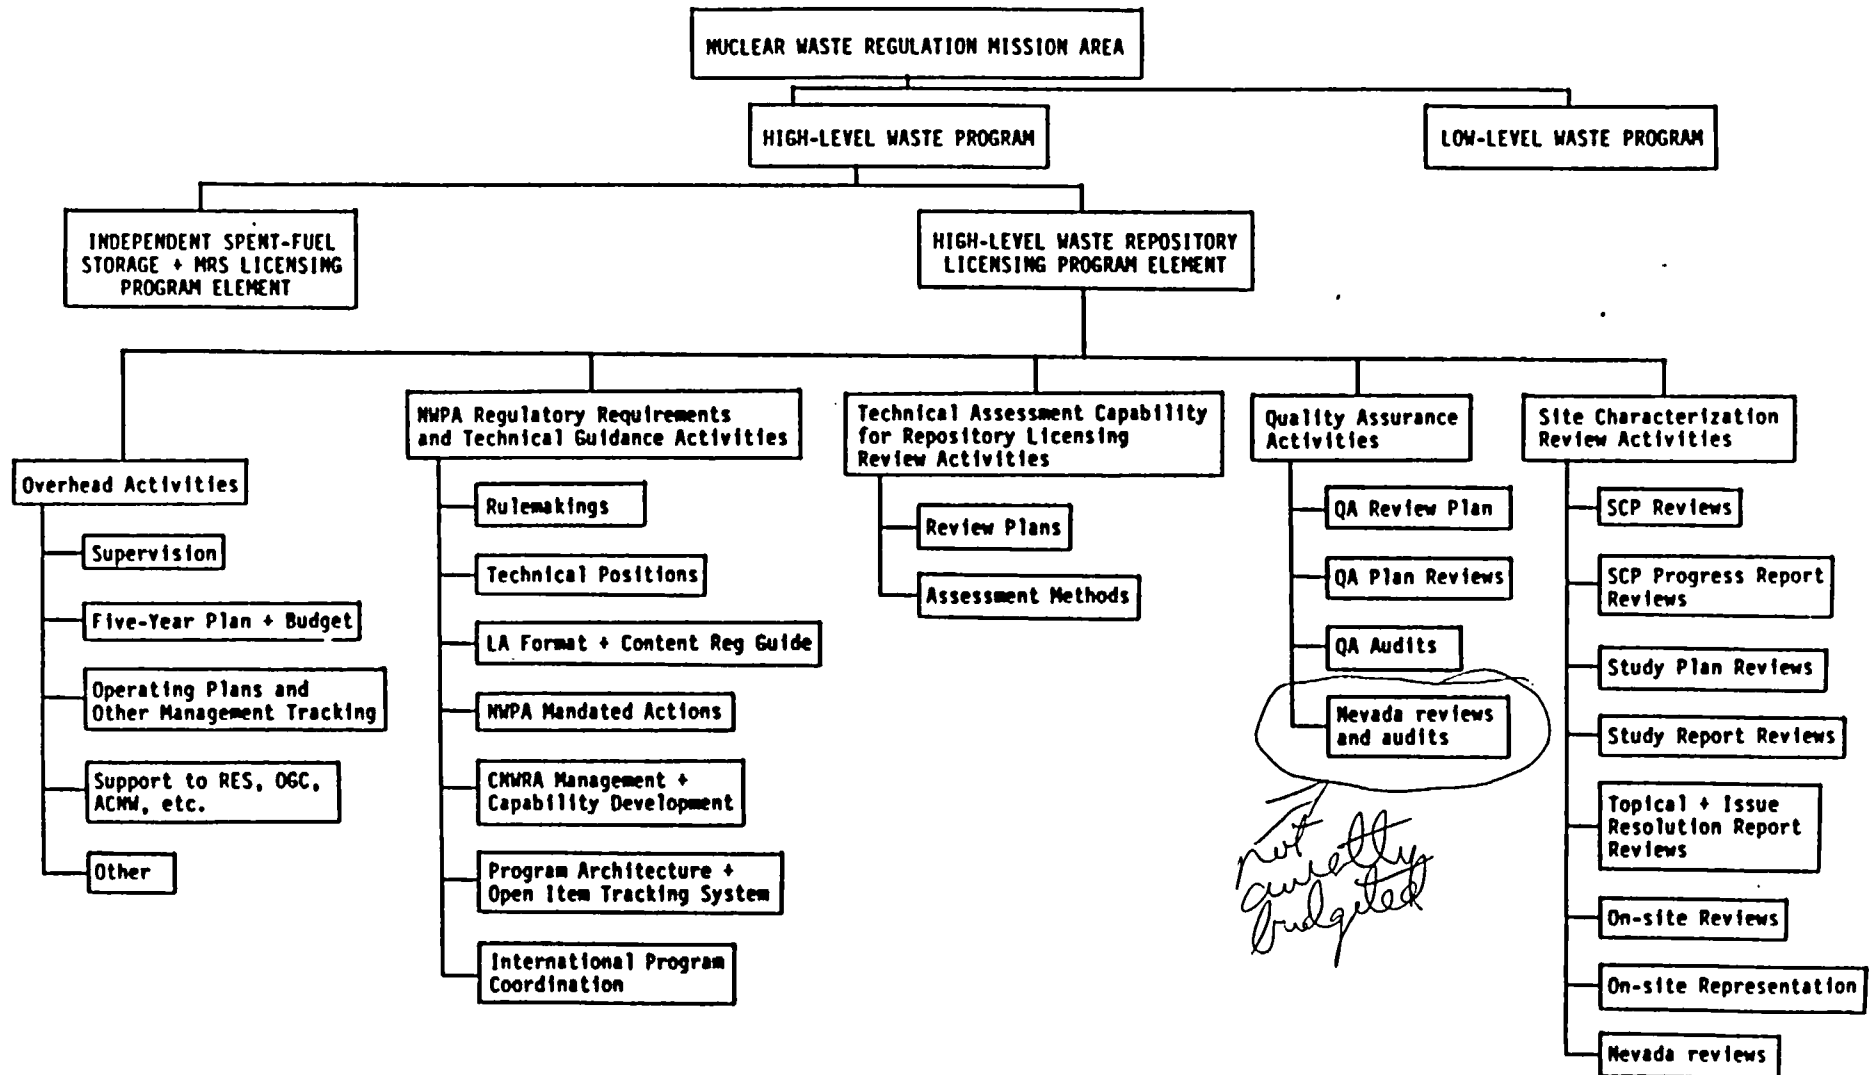 NUCLEAR WASTE REGULATION MISSION AREA
HIGH-LEVEL WASTE PROGRAM
LOW-LEVEL WASTE PROGRAM
INDEPENDENT SPENT-FUEL
STORAGE + MRS LICENSING
PROGRAM ELEMENT
HIGH-LEVEL WASTE REPOSITORY
LICENSING PROGRAM ELEMENT
Overhead Activities
Supervision
Five-Year Plan + Budget
Operating Plans and
Other Management Tracking
Support to RES, OGC,
ACNW, etc.
Other
NWPA Regulatory Requirements
and Technical Guidance Activities
Rulemakings
Technical Positions
LA Format + Content Reg Guide
NWPA Mandated Actions
CNWRA Management +
Capability Development
Program Architecture +
Open Item Tracking System
International Program
Coordination
Technical Assessment Capability
for Repository Licensing
Review Activities
Review Plans
Assessment Methods
Quality Assurance
Activities
QA Review Plan
QA Plan Reviews
QA Audits
Nevada reviews
and audits
not
currently
budgeted
Site Characterization
Review Activities
SCP Reviews
SCP Progress Report
Reviews
Study Plan Reviews
Study Report Reviews
Topical + Issue
Resolution Report
Reviews
On-site Reviews
On-site Representation
Nevada reviews